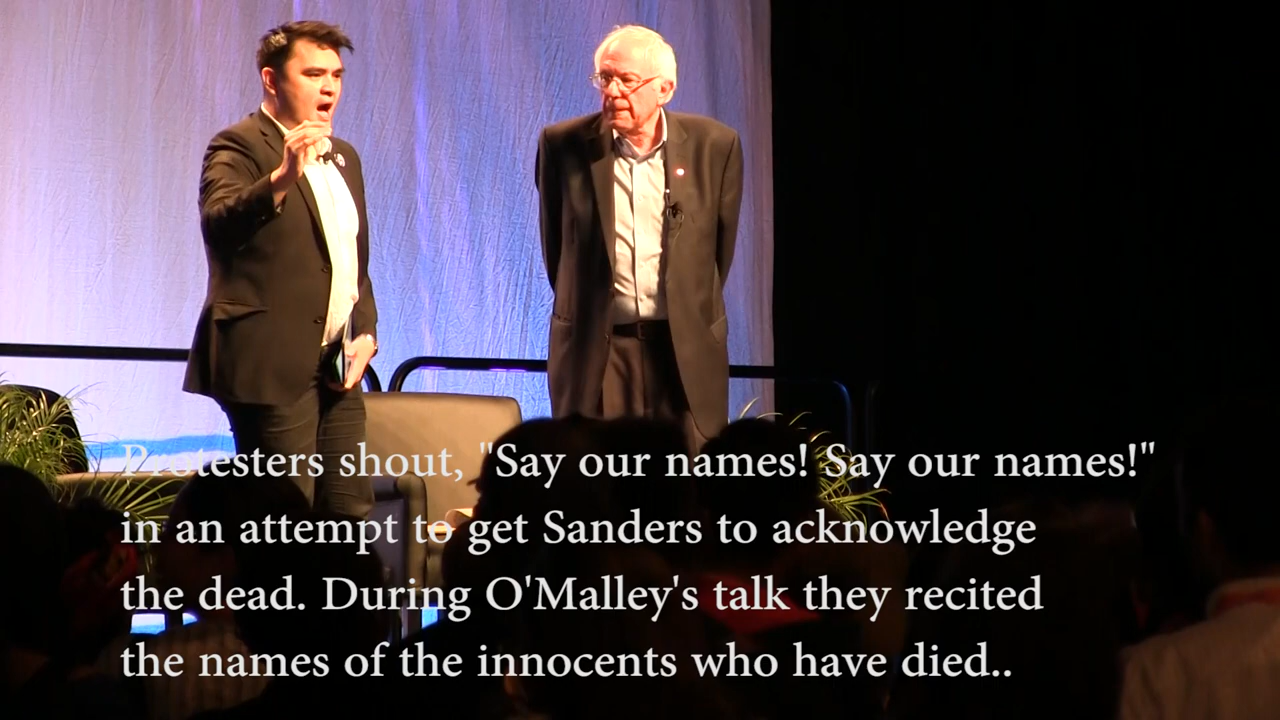 Protesters shout, "Say our names! Say our names!"
in an attempt to get Sanders to acknowledge
the dead. During O'Malley's talk they recited
the names of the innocents who have died..